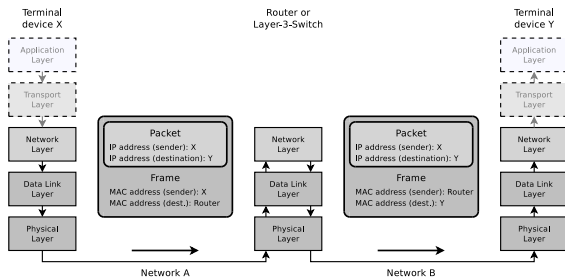 Terminal
device X
Router or
Layer-3-Switch
Terminal
device Y
Application
Layer
Transport
Layer
Network
Layer
Data Link
Layer
Physical
Layer
Packet
IP address (sender): X
IP address (destination): Y
Frame
MAC address (sender): X
MAC address (dest.): Router
Network
Layer
Data Link
Layer
Physical
Layer
Packet
IP address (sender): X
IP address (destination): Y
Frame
MAC address (sender): Router
MAC address (dest.): Y
Application
Layer
Transport
Layer
Network
Layer
Data Link
Layer
Physical
Layer
Network A
Network B